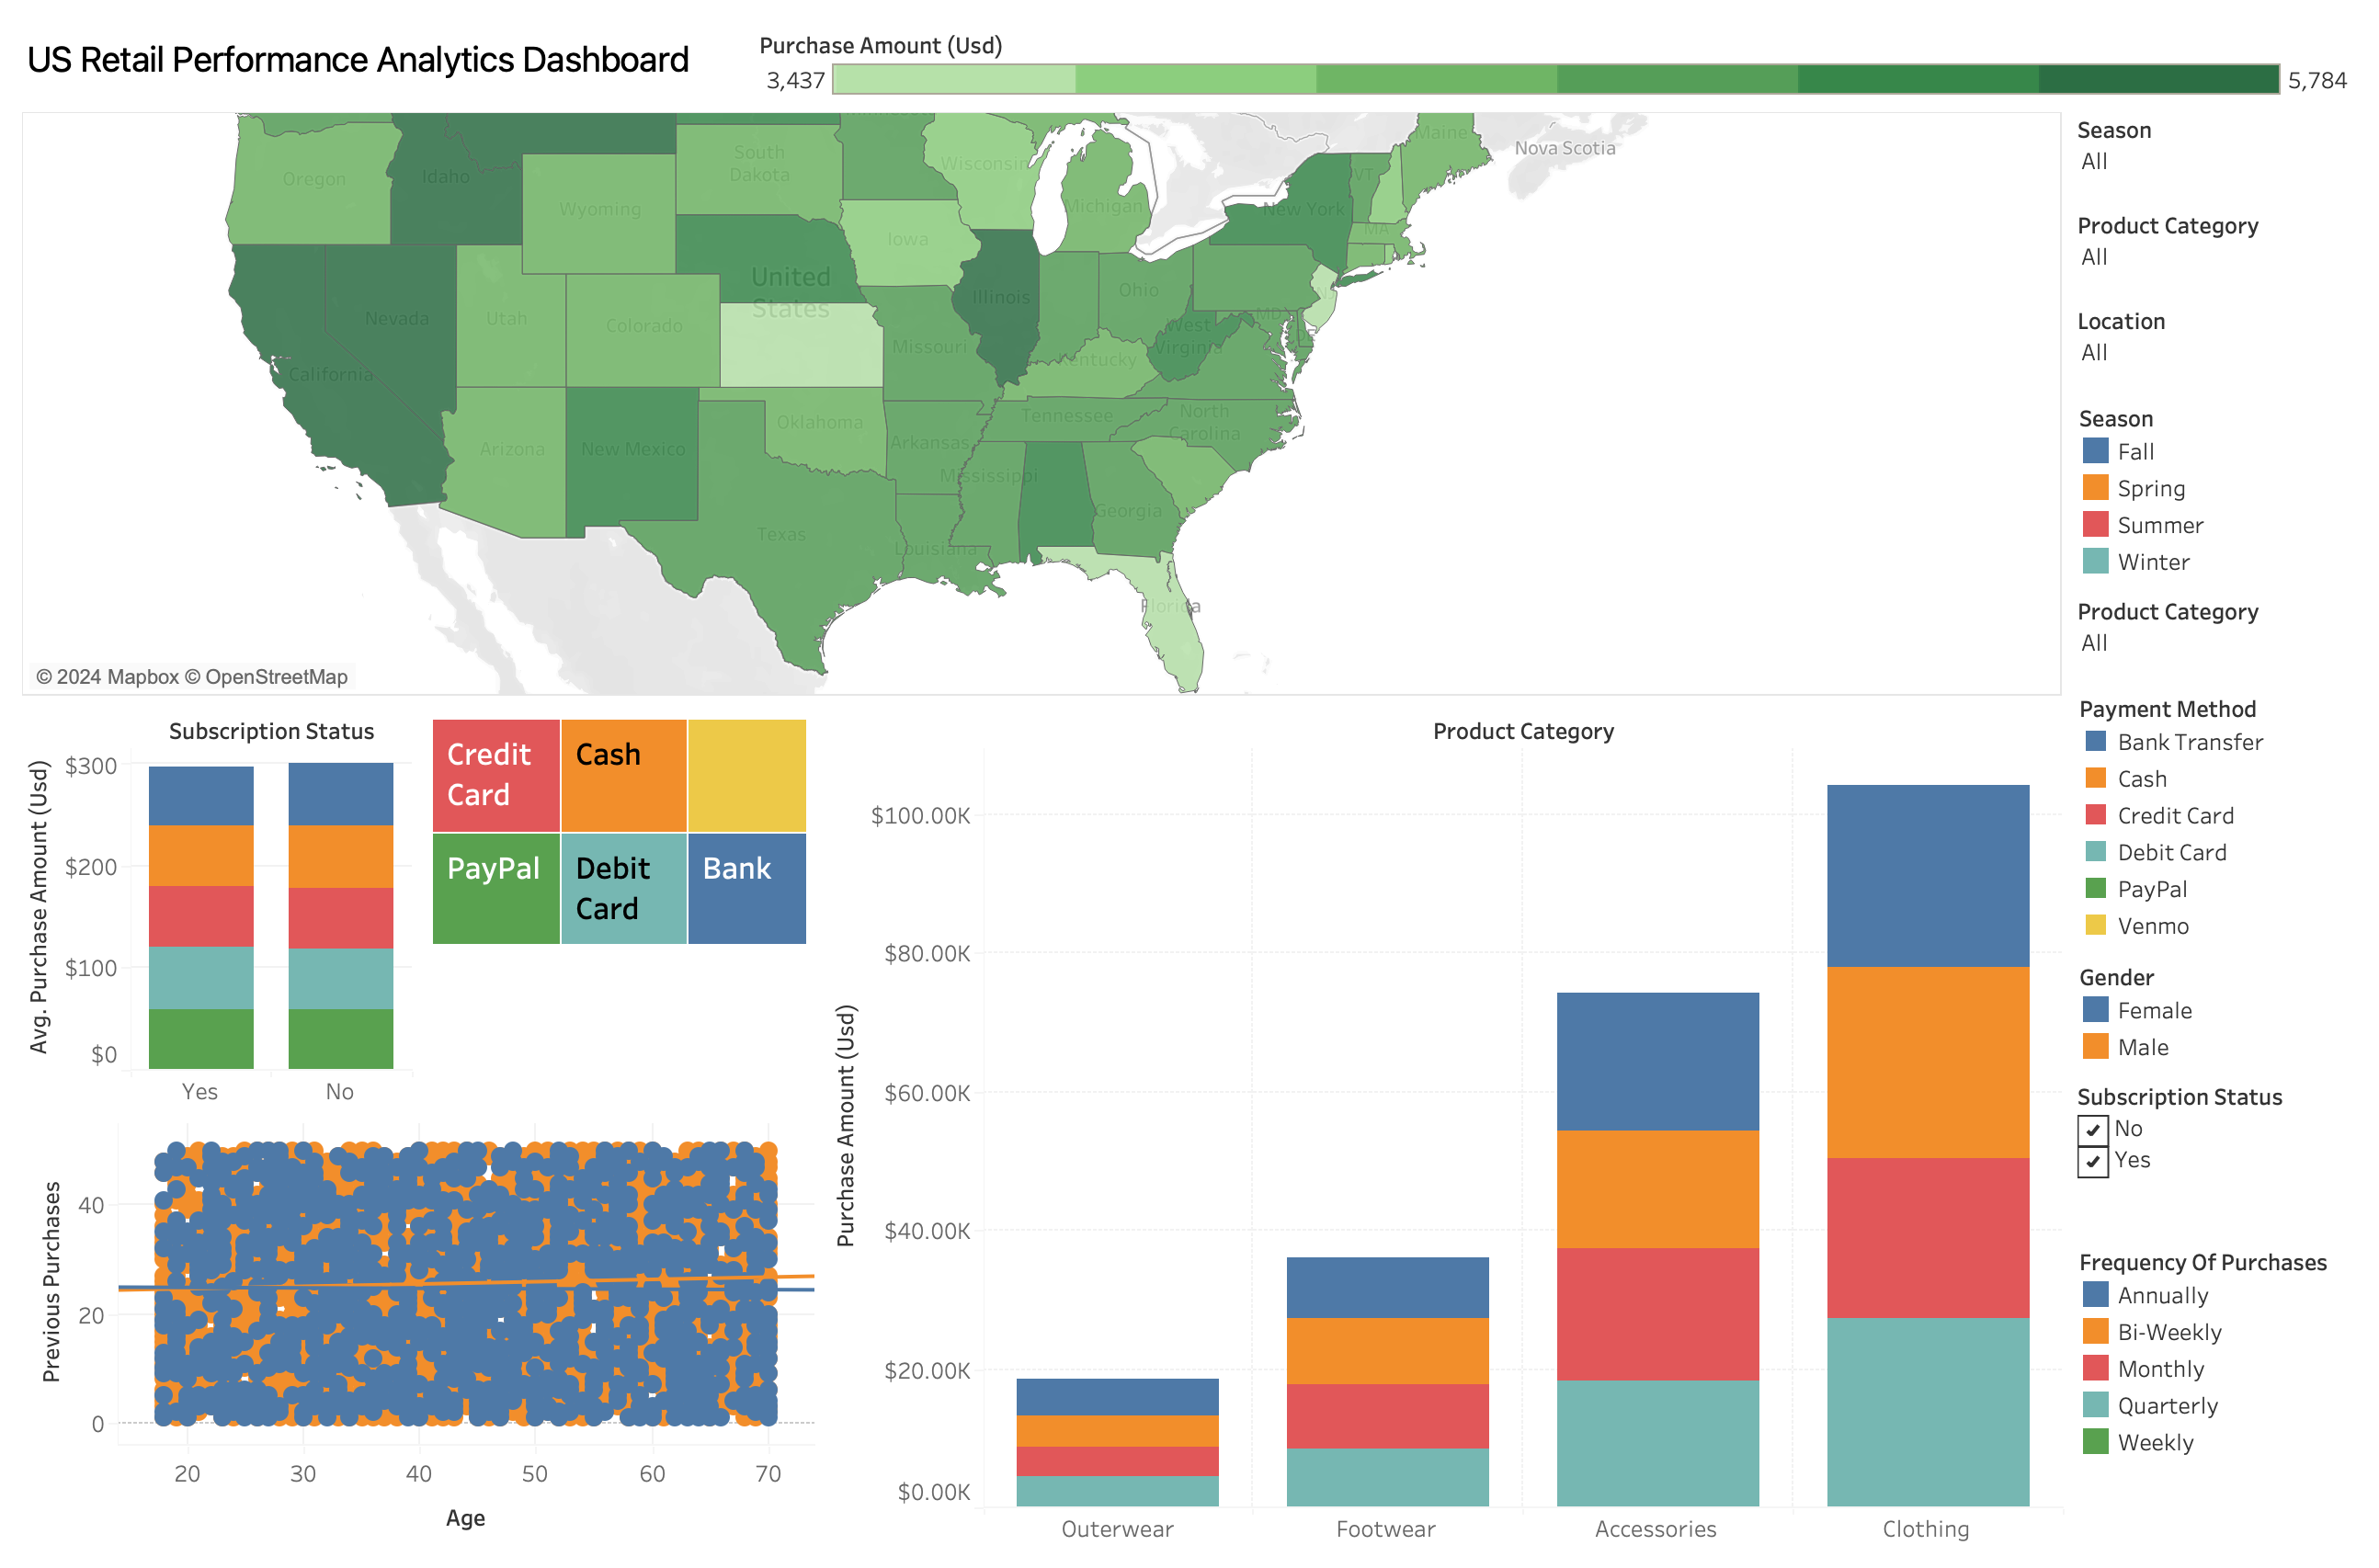 US Retail Performance Analytics Dashboard
Purchase Amount (Usd)
3,437
5,784
Oregon
Idaho
Wyoming
South
Dakota
Wisconsin
Michigan
Iowa
New York
VT
Maine
MA
Nova Scotia
Nevada
California
Utah
Colorado
United
States
Illinois
Ohio
Missouri
West
Virginia
MD
Kentucky
Arizona
New Mexico
Oklahoma
Arkansas
Tennessee
North
Carolina
Mississippi
Georgia
Texas
Louisiana
Florida
© 2024 Mapbox © OpenStreetMap
Season
All
Product Category
All
Location
All
Season
Fall
Spring
Summer
Winter
Product Category
All
Payment Method
Bank Transfer
Cash
Credit Card
Debit Card
PayPal
Venmo
Gender
Female
Male
Subscription Status
No
Yes
Frequency Of Purchases
Annually
Bi-Weekly
Monthly
Quarterly
Weekly
Subscription Status
Avg. Purchase Amount (Usd)
$300
$200
$100
$0
Yes
No
Credit
Card
Cash
PayPal
Debit
Card
Bank
Previous Purchases
40
20
0
20
30
40
50
60
70
Age
Product Category
Purchase Amount (Usd)
$100.00K
$80.00K
$60.00K
$40.00K
$20.00K
$0.00K
Outerwear
Footwear
Accessories
Clothing